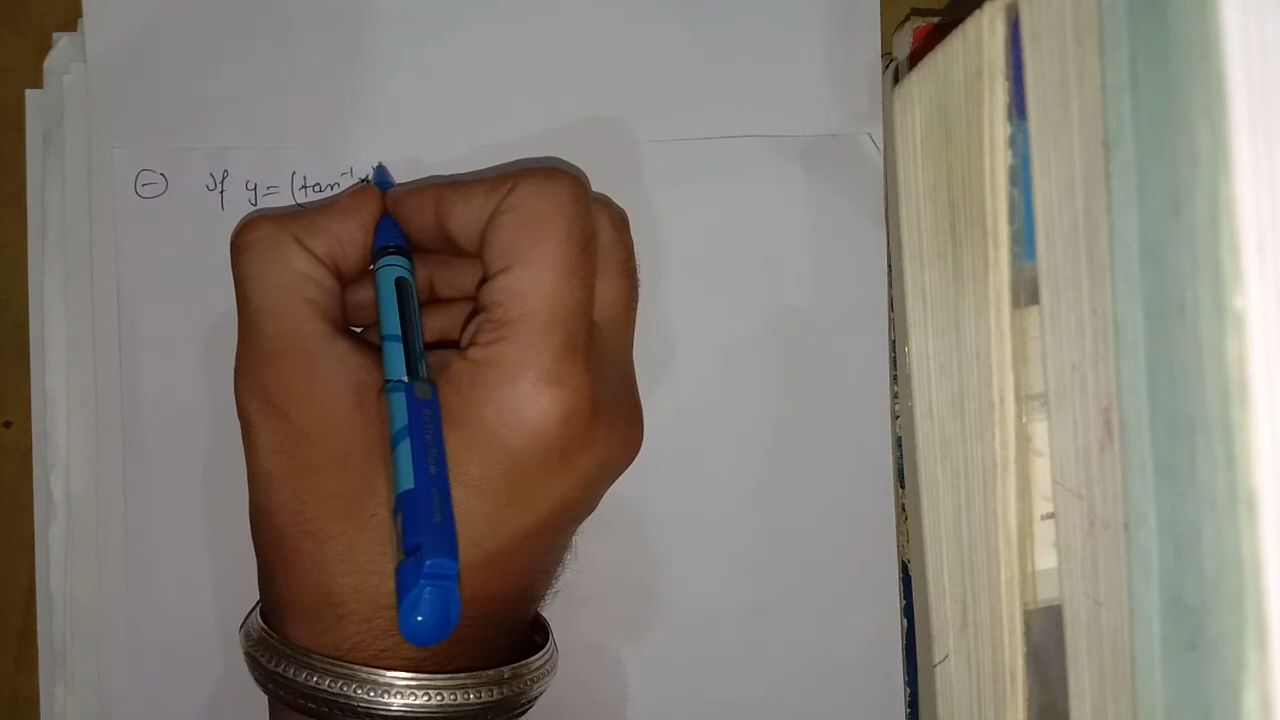 ⊖ If y = (tan⁻¹x